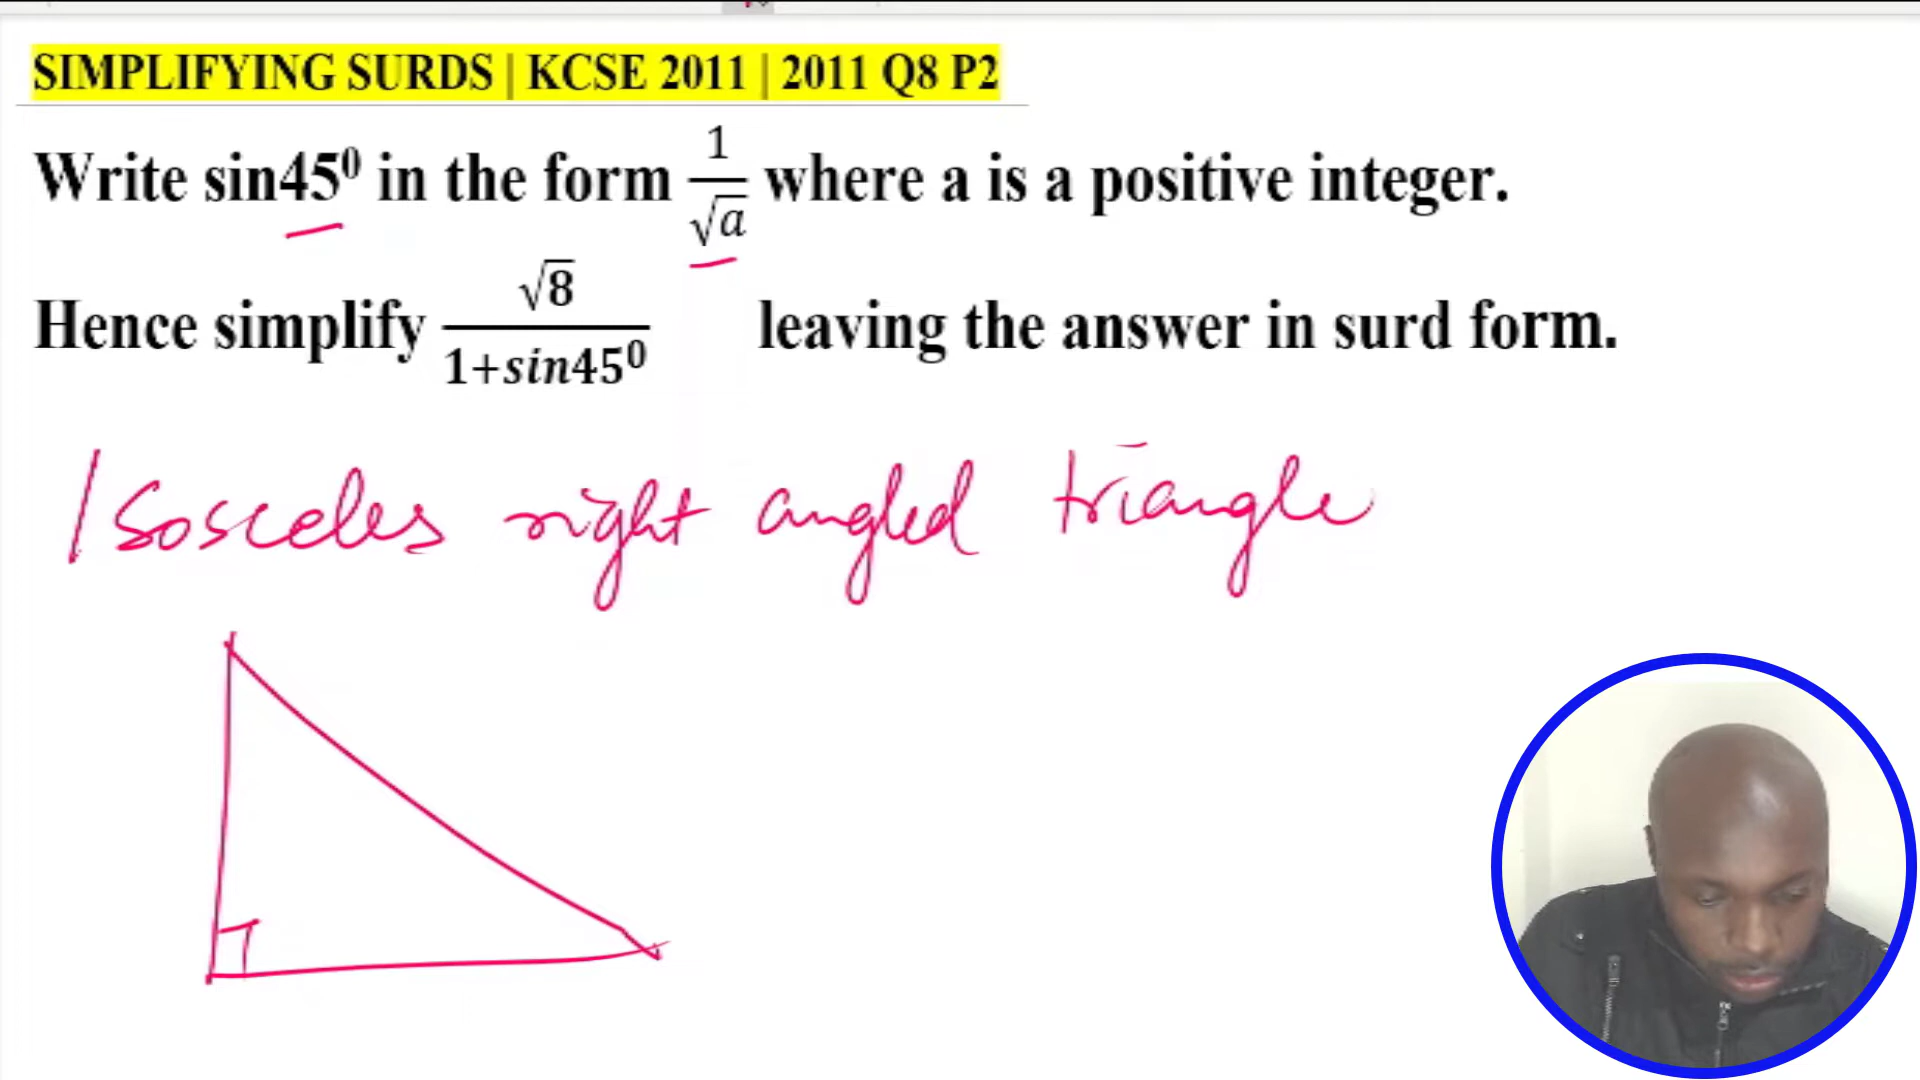 SIMPLIFYING SURDS | KCSE 2011 | 2011 Q8 P2
Write sin45⁰ in the form 1/√a where a is a positive integer.
Hence simplify √8/(1+sin45⁰) leaving the answer in surd form.
Isosceles right angled triangle